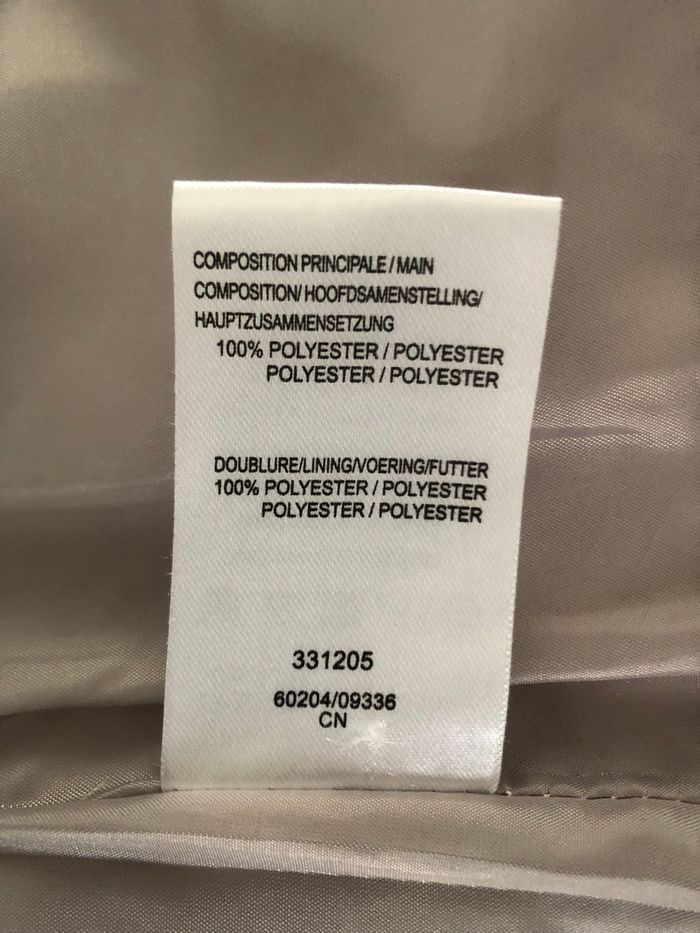 COMPOSITION PRINCIPALE / MAIN
COMPOSITION/ HOOFDSAMENSTELLING/
HAUPTZUSAMMENSETZUNG
100% POLYESTER / POLYESTER
POLYESTER / POLYESTER
DOUBLURE/LINING/VOERING/FUTTER
100% POLYESTER / POLYESTER
POLYESTER / POLYESTER
331205
60204/09336
CN